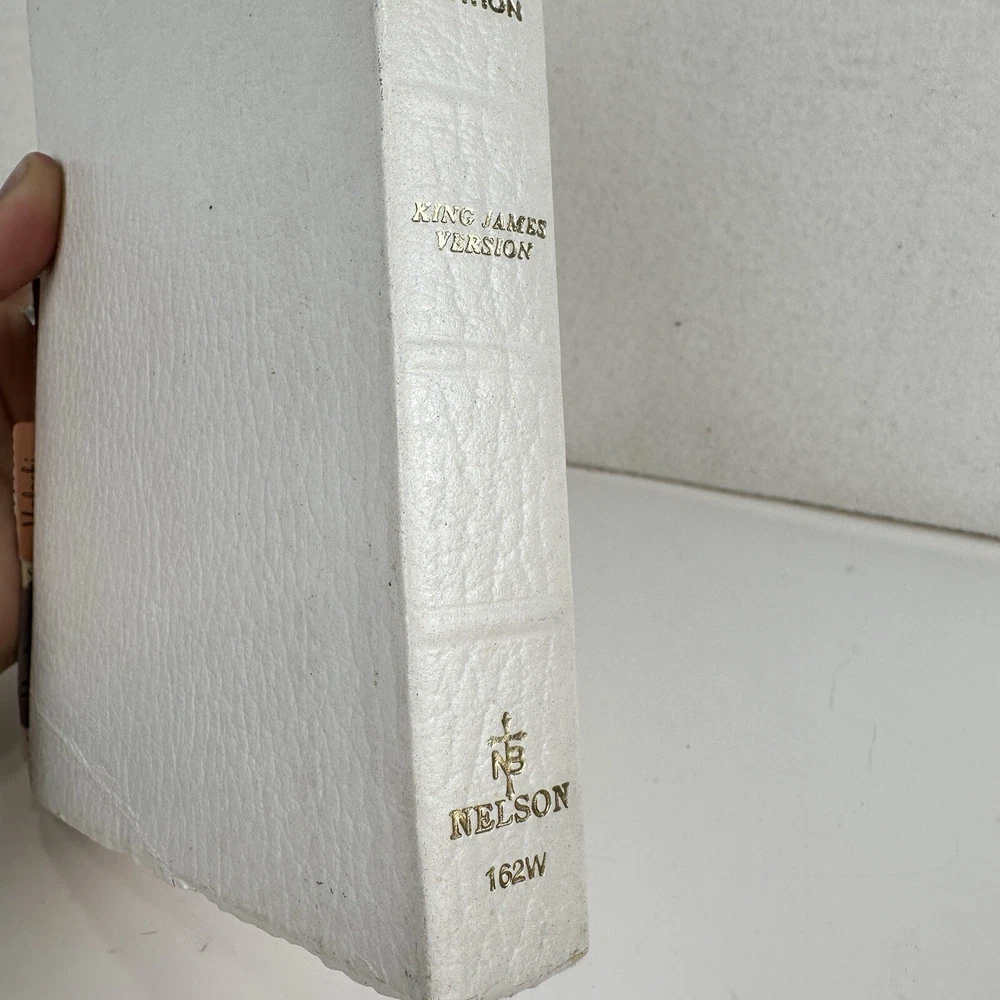 KING JAMES
VERSION
NB
NELSON
162W